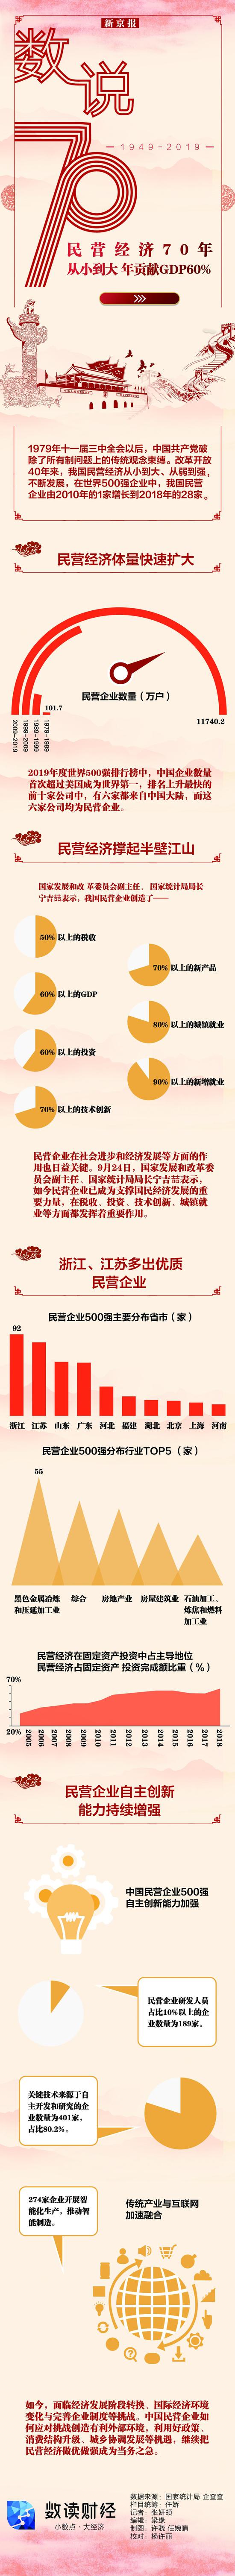 新京报
数说
70
1949-2019
民营经济70年
从小到大 年贡献GDP60%
1979年十一届三中全会以后，中国共产党破
除了所有制问题上的传统观念束缚。改革开放
40年来，我国民营经济从小到大、从弱到强，
不断发展，在世界500强企业中，我国民营
企业由2010年的1家增长到2018年的28家。
民营经济体量快速扩大
民营企业数量（万户）
101.7
11740.2
2009-2019
1999-2009
1989-1999
1979-1989
2019年度世界500强排行榜中，中国企业数量
首次超过美国成为世界第一，排名上升最快的
前十家公司中，有六家都来自中国大陆，而这
六家公司均为民营企业。
民营经济撑起半壁江山
国家发展和改 革委员会副主任、国家统计局局长
宁吉喆表示，我国民营企业创造了——
50% 以上的税收
70% 以上的新产品
60% 以上的GDP
80% 以上的城镇就业
60% 以上的投资
90% 以上的新增就业
70% 以上的技术创新
民营企业在社会进步和经济发展等方面的作
用也日益关键。9月24日，国家发展和改革委
员会副主任、国家统计局局长宁吉喆表示，
如今民营企业已成为支撑国民经济发展的重
要力量，在税收、投资、技术创新、城镇就
业等方面都发挥着重要作用。
浙江、江苏多出优质
民营企业
民营企业500强主要分布省市（家）
92
浙江 江苏 山东 广东 河北 福建 湖北 北京 上海 河南
民营企业500强分布行业TOP5（家）
55
黑色金属冶炼
和压延加工业
综合
房地产业
房屋建筑业
石油加工、
炼焦和燃料
加工业
民营经济在固定资产投资中占主导地位
民营经济占固定资产 投资完成额比重（%）
70%
20%
2005 2006 2007 2008 2009 2010 2011 2012 2013 2014 2015 2016 2017 2018
民营企业自主创新
能力持续增强
中国民营企业500强
自主创新能力加强
民营企业研发人员
占比10%以上的企
业数量为189家。
关键技术来源于自
主开发和研究的企
业数量为401家，
占比80.2%。
274家企业开展智
能化生产，推动智
能制造。
传统产业与互联网
加速融合
如今，面临经济发展阶段转换、国际经济环境
变化与完善企业制度等挑战。中国民营企业如
何应对挑战创造有利外部环境，利用好政策、
消费结构升级、城乡协调发展等机遇，继续把
民营经济做优做强成为当务之急。
数读财经
小数点·大经济
数据来源：国家统计局 企查查
栏目统筹：任娇
记者：张妍頔
编辑：梁缘
制图：许骁 任婉晴
校对：杨许丽